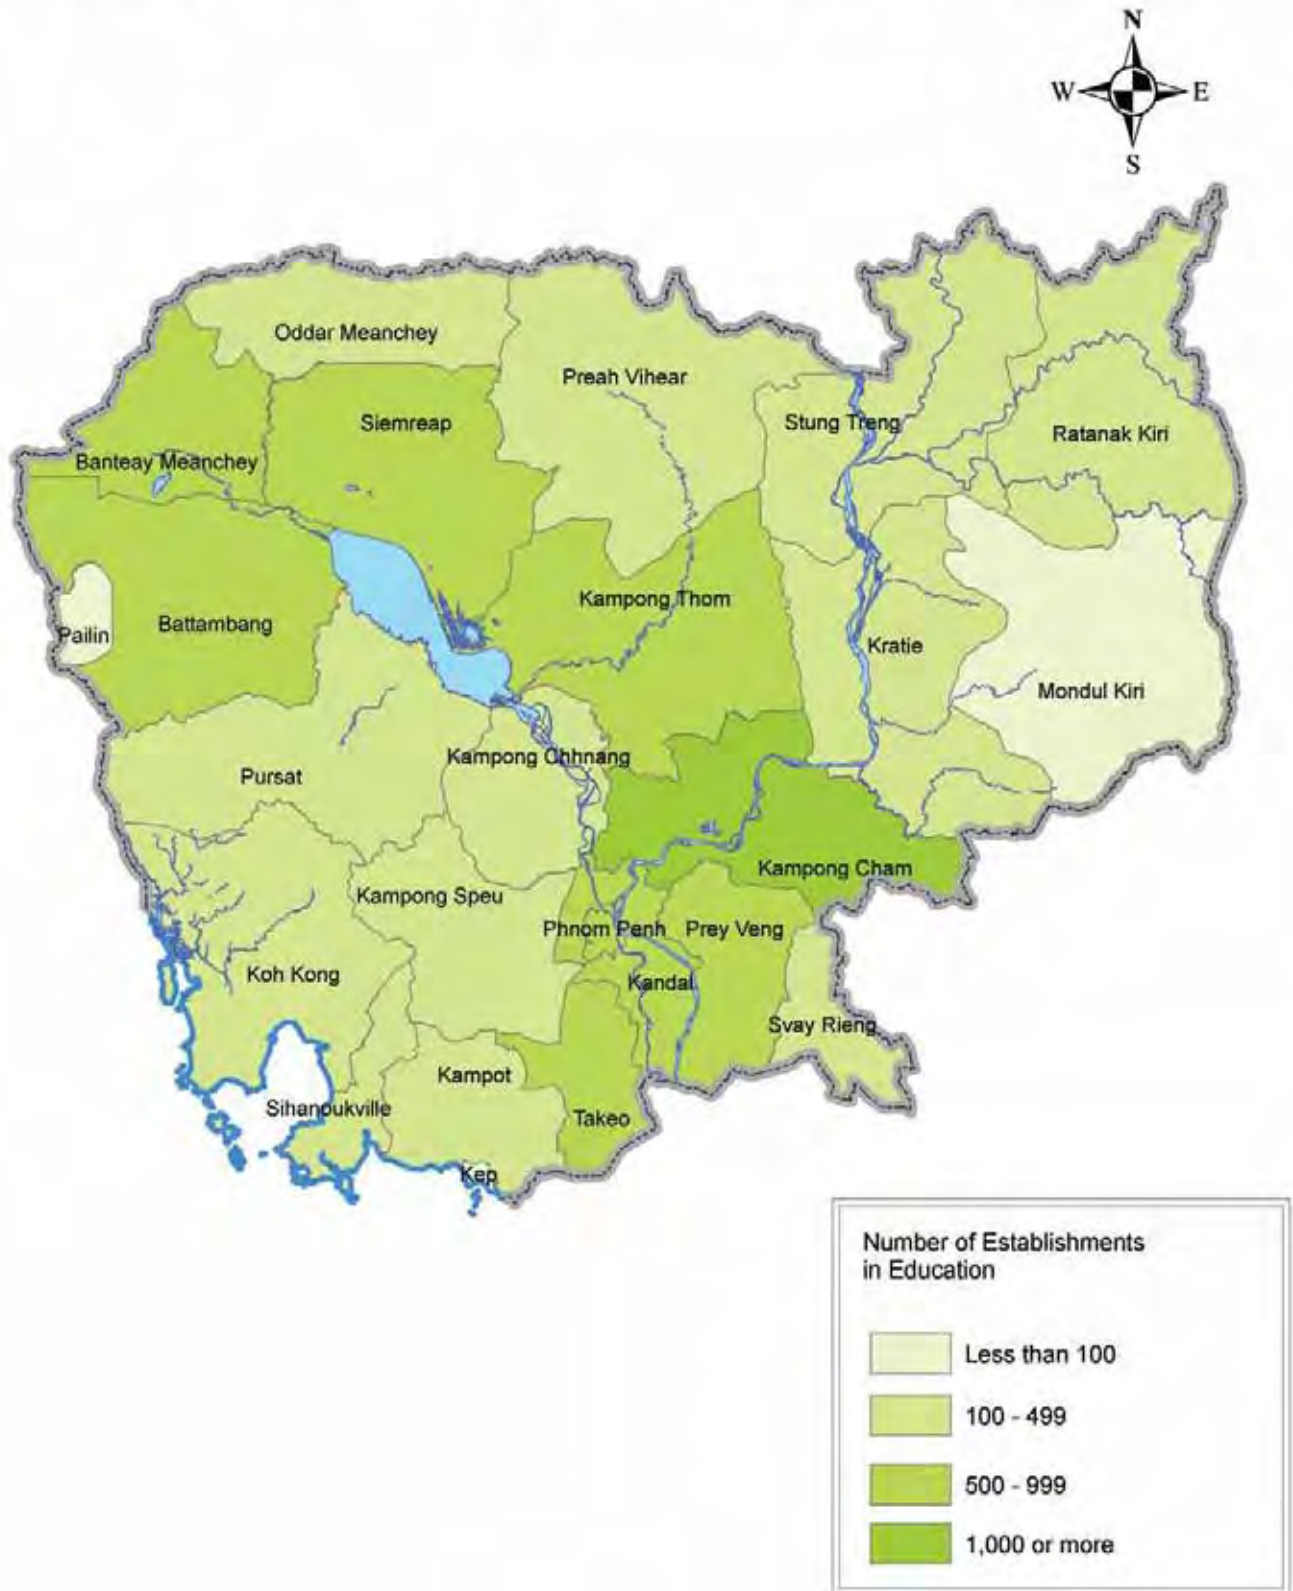 N
W E
S
Oddar Meanchey
Preah Vihear
Siemreap
Stung Treng
Ratanak Kiri
Banteay Meanchey
Kampong Thom
Battambang
Pailin
Kratie
Mondul Kiri
Kampong Chhnang
Pursat
Kampong Cham
Kampong Speu
Phnom Penh
Prey Veng
Koh Kong
Kandal
Svay Rieng
Kampot
Sihanoukville
Takeo
Kep
Number of Establishments
in Education
Less than 100
100 - 499
500 - 999
1,000 or more